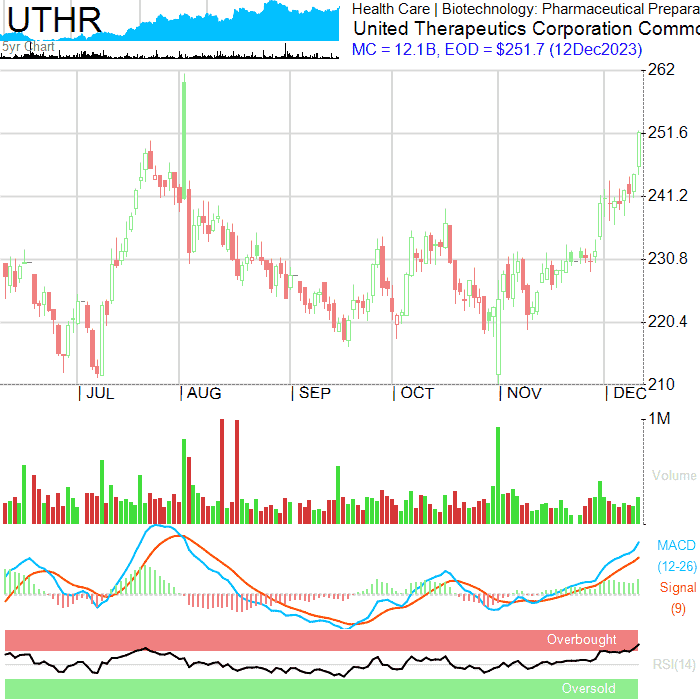 UTHR
5yr Chart
Health Care | Biotechnology: Pharmaceutical Prepara
United Therapeutics Corporation Commo
MC = 12.1B, EOD = $251.7 (12Dec2023)
262
251.6
241.2
230.8
220.4
210
| JUL | AUG | SEP | OCT | NOV | DEC
1M
Volume
MACD
(12-26)
Signal
(9)
Overbought
RSI(14)
Oversold